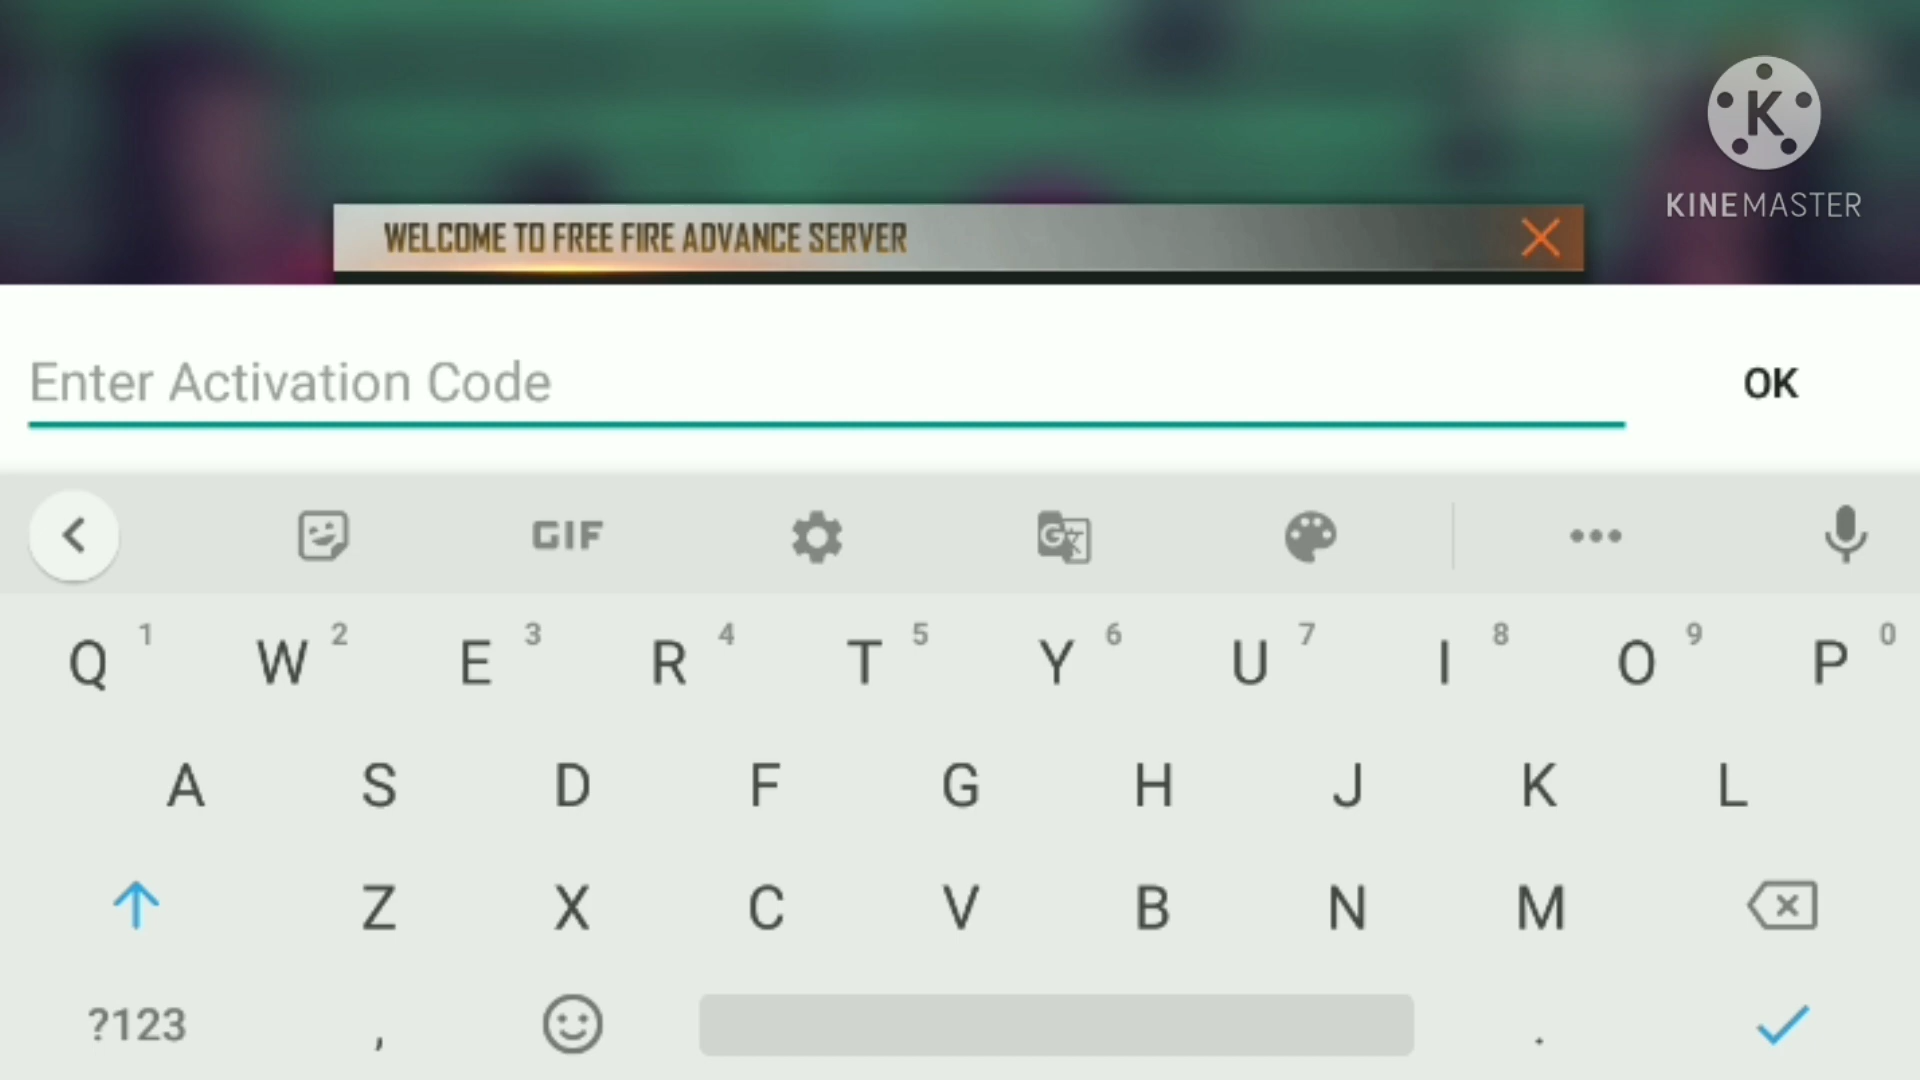 K
KINEMASTER
WELCOME TO FREE FIRE ADVANCE SERVER
Enter Activation Code
OK
GIF
G
Q 1 W 2 E 3 R 4 T 5 Y 6 U 7 I 8 O 9 P 0
A S D F G H J K L
Z X C V B N M
?123 , .